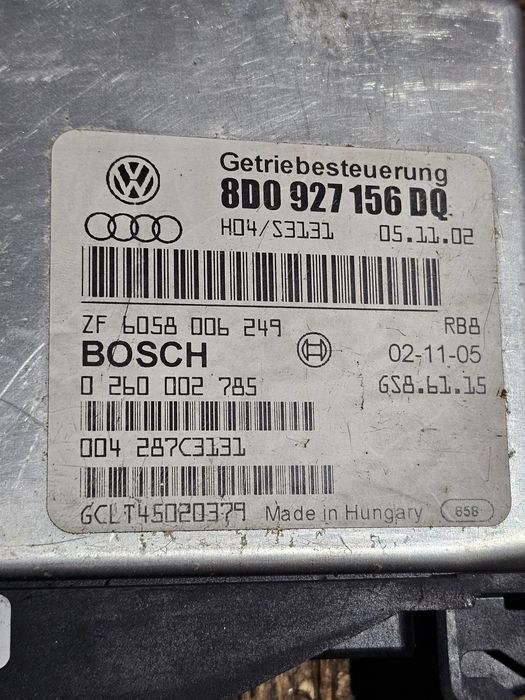 Getriebesteuerung
8D0 927 156 DQ
H04/S3131 05.11.02
ZF 6058 006 249 RB8
BOSCH 02-11-05
0 260 002 785 GS8.61.15
004 287C3131
GCLT45020379 Made in Hungary 656